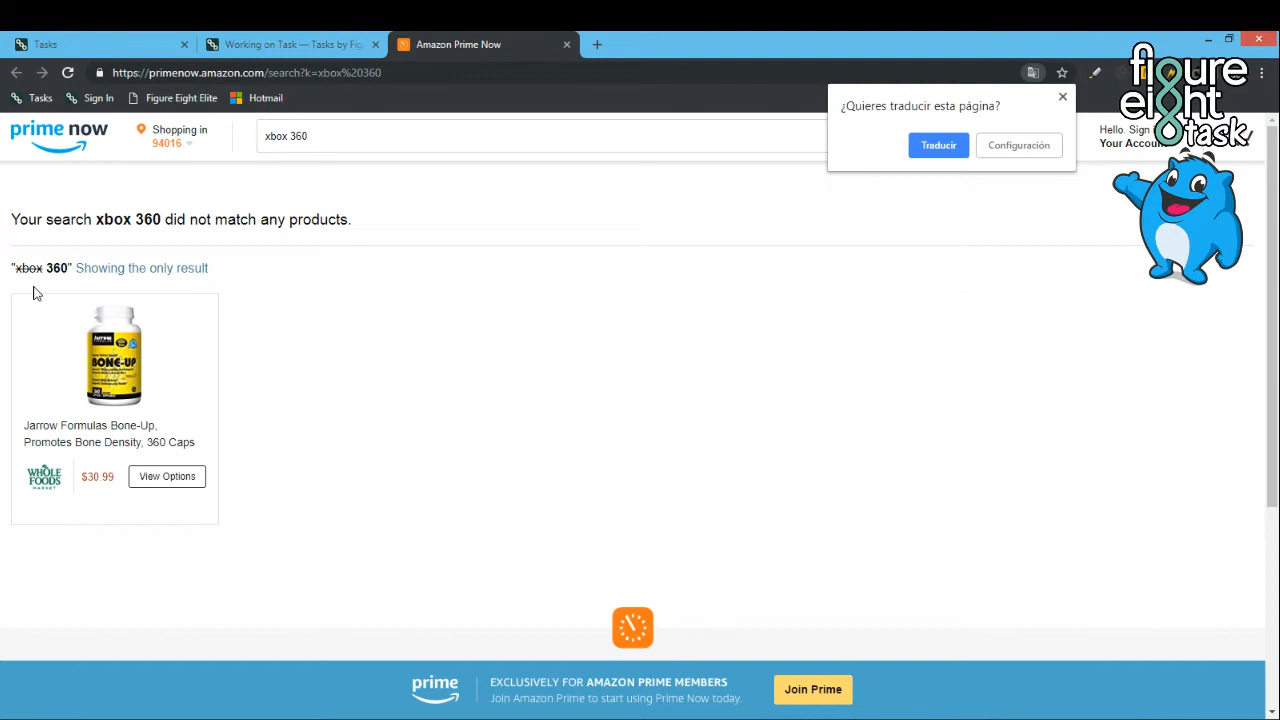 Tasks
Working on Task — Tasks by Fig
Amazon Prime Now
https://primenow.amazon.com/search?k=xbox%20360
Tasks
Sign In
Figure Eight Elite
Hotmail
figure
eight
task
¿Quieres traducir esta página?
Traducir
Configuración
prime now
Shopping in
94016
xbox 360
Hello. Sign i
Your Accou
Your search xbox 360 did not match any products.
"xbox 360" Showing the only result
JARROW
BONE-UP
Jarrow Formulas Bone-Up,
Promotes Bone Density, 360 Caps
WHOLE
FOODS
MARKET
$30.99
View Options
prime
EXCLUSIVELY FOR AMAZON PRIME MEMBERS
Join Amazon Prime to start using Prime Now today.
Join Prime